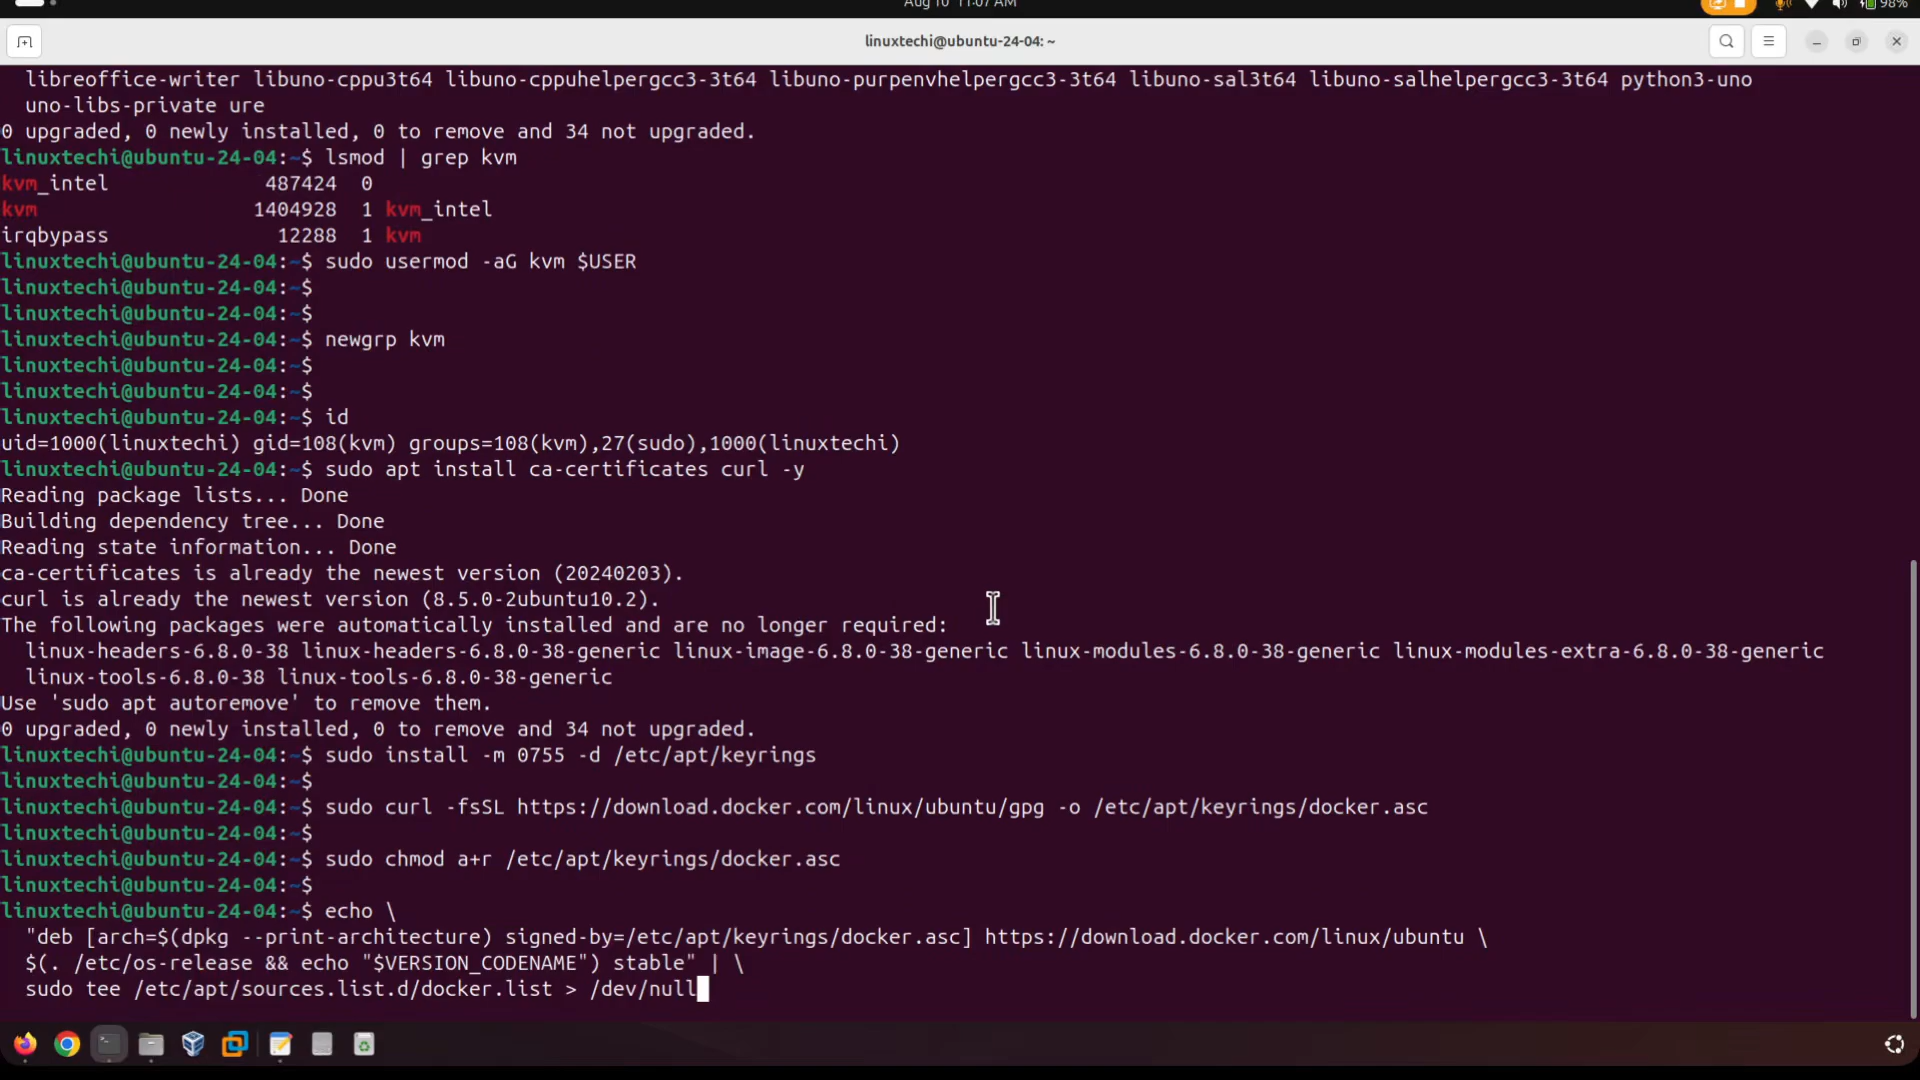 Aug 10 11:07 AM
98%
linuxtechi@ubuntu-24-04: ~
libreoffice-writer libuno-cppu3t64 libuno-cppuhelpergcc3-3t64 libuno-purpenvhelpergcc3-3t64 libuno-sal3t64 libuno-salhelpergcc3-3t64 python3-uno
uno-libs-private ure
0 upgraded, 0 newly installed, 0 to remove and 34 not upgraded.
linuxtechi@ubuntu-24-04:~$ lsmod | grep kvm
kvm_intel 487424 0
kvm 1404928 1 kvm_intel
irqbypass 12288 1 kvm
linuxtechi@ubuntu-24-04:~$ sudo usermod -aG kvm $USER
linuxtechi@ubuntu-24-04:~$
linuxtechi@ubuntu-24-04:~$
linuxtechi@ubuntu-24-04:~$ newgrp kvm
linuxtechi@ubuntu-24-04:~$
linuxtechi@ubuntu-24-04:~$
linuxtechi@ubuntu-24-04:~$ id
uid=1000(linuxtechi) gid=108(kvm) groups=108(kvm),27(sudo),1000(linuxtechi)
linuxtechi@ubuntu-24-04:~$ sudo apt install ca-certificates curl -y
Reading package lists... Done
Building dependency tree... Done
Reading state information... Done
ca-certificates is already the newest version (20240203).
curl is already the newest version (8.5.0-2ubuntu10.2).
The following packages were automatically installed and are no longer required:
linux-headers-6.8.0-38 linux-headers-6.8.0-38-generic linux-image-6.8.0-38-generic linux-modules-6.8.0-38-generic linux-modules-extra-6.8.0-38-generic
linux-tools-6.8.0-38 linux-tools-6.8.0-38-generic
Use 'sudo apt autoremove' to remove them.
0 upgraded, 0 newly installed, 0 to remove and 34 not upgraded.
linuxtechi@ubuntu-24-04:~$ sudo install -m 0755 -d /etc/apt/keyrings
linuxtechi@ubuntu-24-04:~$
linuxtechi@ubuntu-24-04:~$ sudo curl -fsSL https://download.docker.com/linux/ubuntu/gpg -o /etc/apt/keyrings/docker.asc
linuxtechi@ubuntu-24-04:~$
linuxtechi@ubuntu-24-04:~$ sudo chmod a+r /etc/apt/keyrings/docker.asc
linuxtechi@ubuntu-24-04:~$
linuxtechi@ubuntu-24-04:~$ echo \
"deb [arch=$(dpkg --print-architecture) signed-by=/etc/apt/keyrings/docker.asc] https://download.docker.com/linux/ubuntu \
$(. /etc/os-release && echo "$VERSION_CODENAME") stable" | \
sudo tee /etc/apt/sources.list.d/docker.list > /dev/null